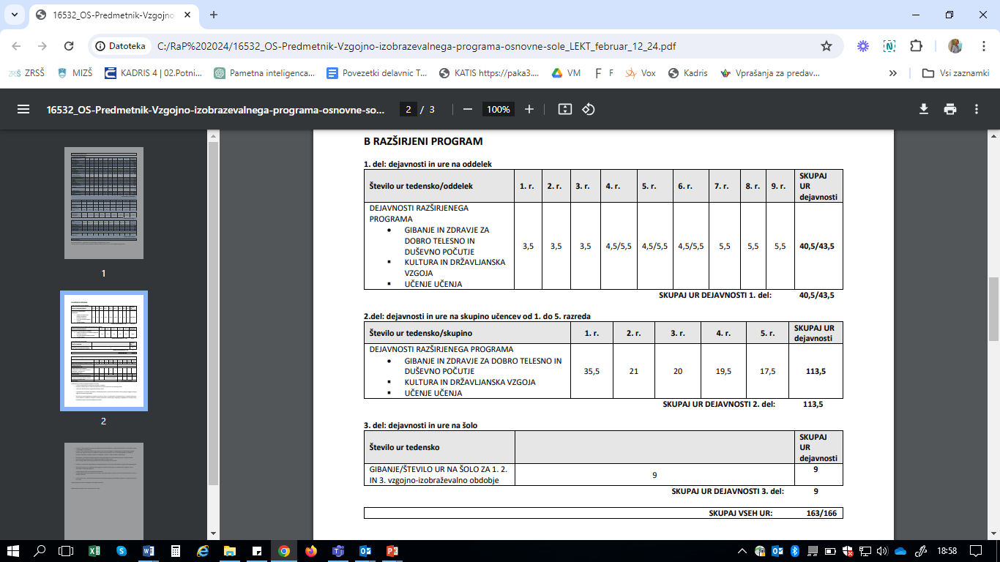 16532_OS-Predmetnik-Vzgojno
Datoteka
C:/RaP%202024/16532_OS-Predmetnik-Vzgojno-izobrazevalnega-programa-osnovne-sole_LEKT_februar_12_24.pdf
ZRSŠ
MIZŠ
KADRIS 4 | 02.Potni...
Pametna inteligenca...
Povezetki delavnic T...
KATIS https://paka3....
VM
F
Vox
Kadris
Vprašanja za predav...
Vsi zaznamki
16532_OS-Predmetnik-Vzgojno-izobrazevalnega-programa-osnovne-so...
2 / 3
100%
1
2
B RAZŠIRJENI PROGRAM
1. del: dejavnosti in ure na oddelek
Število ur tedensko/oddelek 1. r. 2. r. 3. r. 4. r. 5. r. 6. r. 7. r. 8. r. 9. r. SKUPAJ
UR
dejavnosti
DEJAVNOSTI RAZŠIRJENEGA
PROGRAMA
• GIBANJE IN ZDRAVJE ZA
DOBRO TELESNO IN
DUŠEVNO POČUTJE
▪ KULTURA IN DRŽAVLJANSKA
VZGOJA
▪ UČENJE UČENJA
3,5 3,5 3,5 4,5/5,5 4,5/5,5 4,5/5,5 5,5 5,5 5,5 40,5/43,5
SKUPAJ UR DEJAVNOSTI 1. del: 40,5/43,5
2.del: dejavnosti in ure na skupino učencev od 1. do 5. razreda
Število ur tedensko/skupino 1. r. 2. r. 3. r. 4. r. 5. r. SKUPAJ UR
dejavnosti
DEJAVNOSTI RAZŠIRJENEGA PROGRAMA
• GIBANJE IN ZDRAVJE ZA DOBRO TELESNO IN
DUŠEVNO POČUTJE
▪ KULTURA IN DRŽAVLJANSKA VZGOJA
▪ UČENJE UČENJA
35,5 21 20 19,5 17,5 113,5
SKUPAJ UR DEJAVNOSTI 2. del: 113,5
3. del: dejavnosti in ure na šolo
Število ur tedensko SKUPAJ
UR
dejavnosti
GIBANJE/ŠTEVILO UR NA ŠOLO ZA 1. 2.
IN 3. vzgojno-izobraževalno obdobje
9 9
SKUPAJ UR DEJAVNOSTI 3. del: 9
SKUPAJ VSEH UR: 163/166
18:58